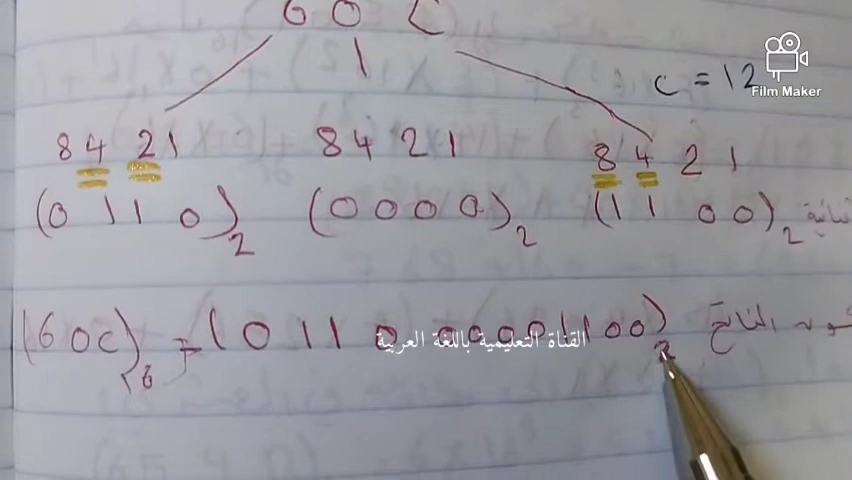 6 0 C
C = 12
Film Maker
8 4 2 1 8 4 2 1 8 4 2 1
(0 1 1 0)2 (0 0 0 0)2 (1 1 0 0)2
(60C)16 = (0 1 1 0 0 0 0 0 1 1 0 0)2 الناتج
القناة التعليمية باللغة العربية